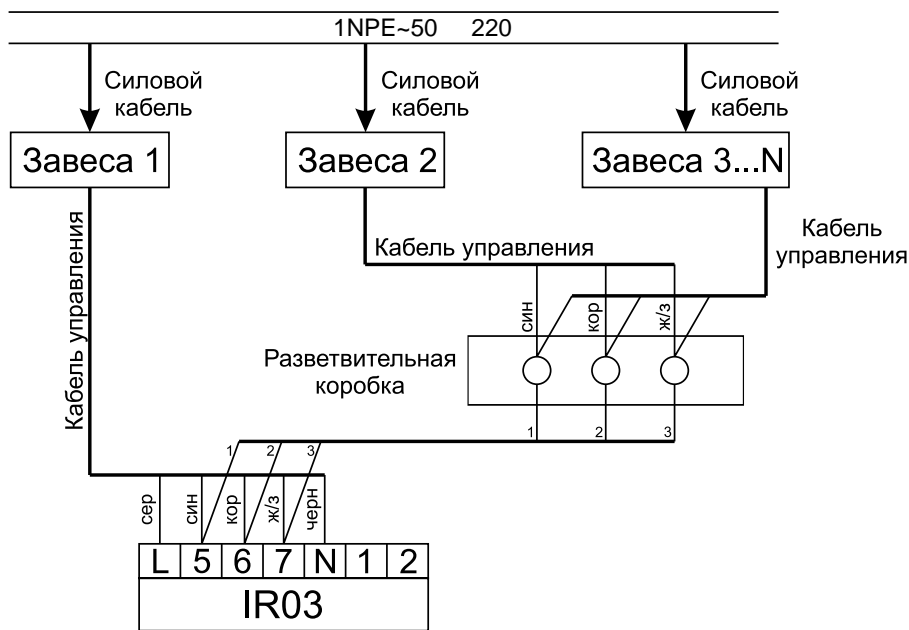 1NPE~50 220
Силовой
кабель
Силовой
кабель
Силовой
кабель
Завеса 1
Завеса 2
Завеса 3...N
Кабель управления
Кабель управления
Кабель
управления
син
кор
ж/з
Разветвительная
коробка
1
2
3
1
2
3
сер
син
кор
ж/з
черн
L 5 6 7 N 1 2
IR03